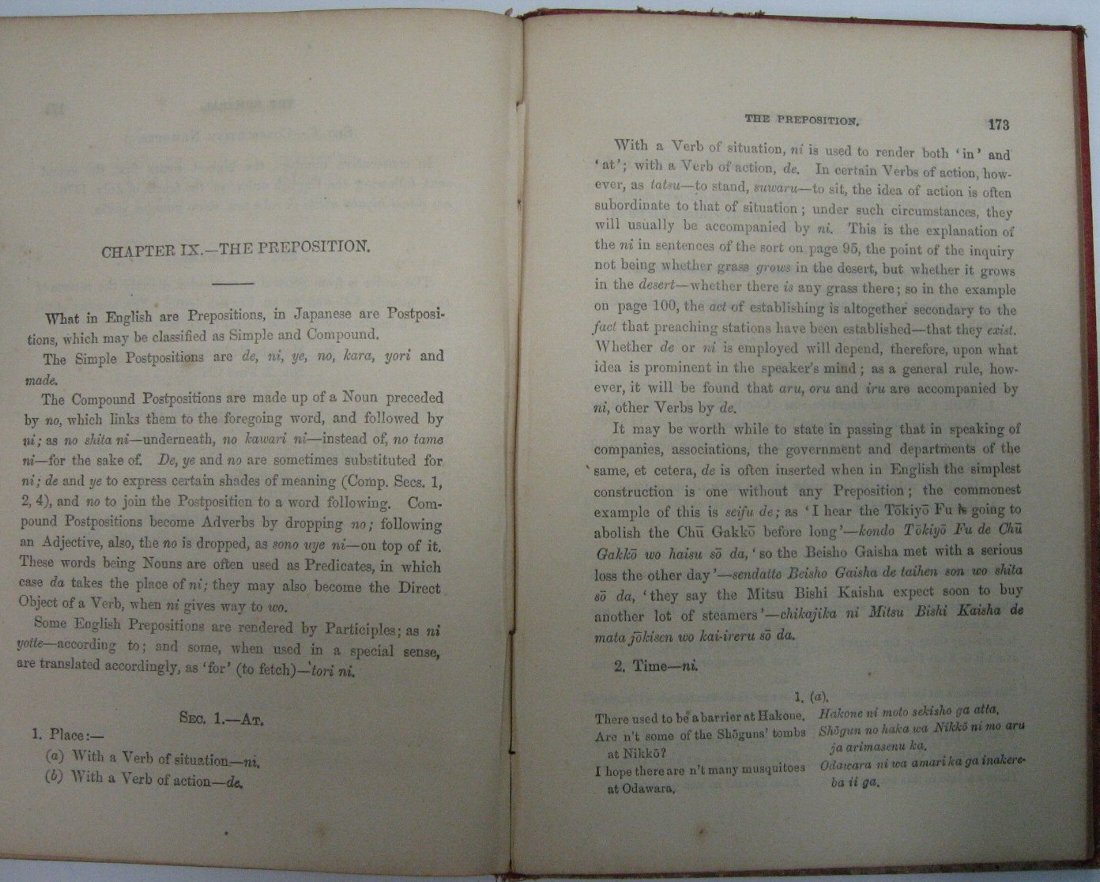 CHAPTER IX.—THE PREPOSITION.
What in English are Prepositions, in Japanese are Postposi-
tions, which may be classified as Simple and Compound.
The Simple Postpositions are de, ni, ye, no, kara, yori and
made.
The Compound Postpositions are made up of a Noun preceded
by no, which links them to the foregoing word, and followed by
ni; as no shita ni—underneath, no kawari ni—instead of, no tame
ni—for the sake of. De, ye and no are sometimes substituted for
ni; de and ye to express certain shades of meaning (Comp. Secs. 1,
2, 4), and no to join the Postposition to a word following. Com-
pound Postpositions become Adverbs by dropping no; following
an Adjective, also, the no is dropped, as sono uye ni—on top of it.
These words being Nouns are often used as Predicates, in which
case da takes the place of ni; they may also become the Direct
Object of a Verb, when ni gives way to wo.
Some English Prepositions are rendered by Participles; as ni
yotte—according to; and some, when used in a special sense,
are translated accordingly, as ‘for’ (to fetch)—tori ni.
SEC. 1.—AT.
1. Place:—
(a) With a Verb of situation—ni.
(b) With a Verb of action—de.
THE PREPOSITION. 173
With a Verb of situation, ni is used to render both ‘in’ and
‘at’; with a Verb of action, de. In certain Verbs of action, how-
ever, as tatsu—to stand, suwaru—to sit, the idea of action is often
subordinate to that of situation; under such circumstances, they
will usually be accompanied by ni. This is the explanation of
the ni in sentences of the sort on page 95, the point of the inquiry
not being whether grass grows in the desert, but whether it grows
in the desert—whether there is any grass there; so in the example
on page 100, the act of establishing is altogether secondary to the
fact that preaching stations have been established—that they exist.
Whether de or ni is employed will depend, therefore, upon what
idea is prominent in the speaker's mind; as a general rule, how-
ever, it will be found that aru, oru and iru are accompanied by
ni, other Verbs by de.
It may be worth while to state in passing that in speaking of
companies, associations, the government and departments of the
same, et cetera, de is often inserted when in English the simplest
construction is one without any Preposition; the commonest
example of this is seifu de; as ‘I hear the Tōkiyō Fu is going to
abolish the Chū Gakkō before long’—kondo Tōkiyō Fu de Chū
Gakkō wo haisu sō da, ‘so the Beisho Gaisha met with a serious
loss the other day’—sendatte Beisho Gaisha de taihen son wo shita
sō da, ‘they say the Mitsu Bishi Kaisha expect soon to buy
another lot of steamers’—chikajika ni Mitsu Bishi Kaisha de
mata jōkisen wo kai-ireru sō da.
2. Time—ni.
1. (a).
There used to be a barrier at Hakone. Hakone ni moto sekisho ga atta.
Are n't some of the Shōguns' tombs Shōgun no haka wa Nikkō ni mo aru
at Nikkō? ja arimasenu ka.
I hope there are n't many musquitoes Odawara ni wa amari ka ga inakere-
at Odawara. ba ii ga.